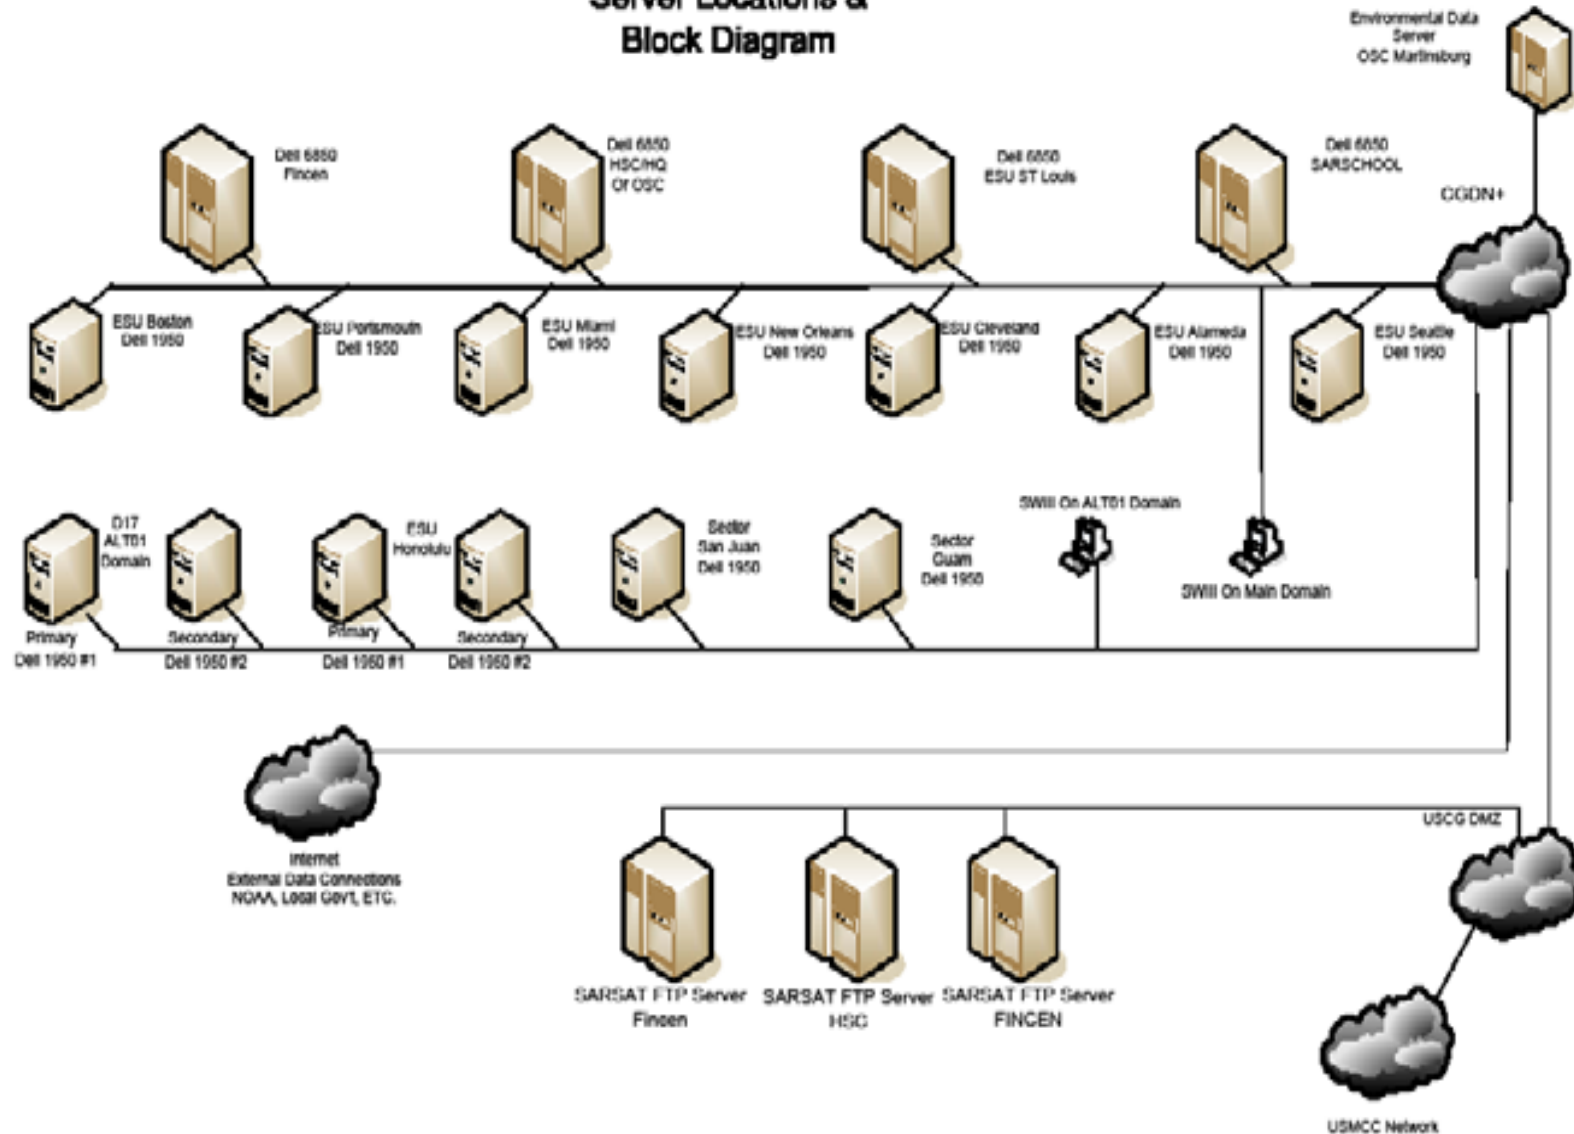 Server Locations &
Block Diagram
Environmental Data
Server
OSC Martinsburg
Dell 6850
Fincen
Dell 6850
HSC/HQ
Or OSC
Dell 6850
ESU ST Louis
Dell 6850
SARSCHOOL
CGDN+
ESU Boston
Dell 1950
ESU Portsmouth
Dell 1950
ESU Miami
Dell 1950
ESU New Orleans
Dell 1950
ESU Cleveland
Dell 1950
ESU Alameda
Dell 1950
ESU Seattle
Dell 1950
D17
ALT01
Domain
Primary
Dell 1950 #1
Secondary
Dell 1950 #2
ESU
Honolulu
Primary
Dell 1950 #1
Secondary
Dell 1950 #2
Sector
San Juan
Dell 1950
Sector
Guam
Dell 1950
SWIII On ALT01 Domain
SWIII On Main Domain
Internet
External Data Connections
NOAA, Local Gov't, ETC.
USCG DMZ
SARSAT FTP Server
Fincen
SARSAT FTP Server
HSC
SARSAT FTP Server
FINCEN
USMCC Network